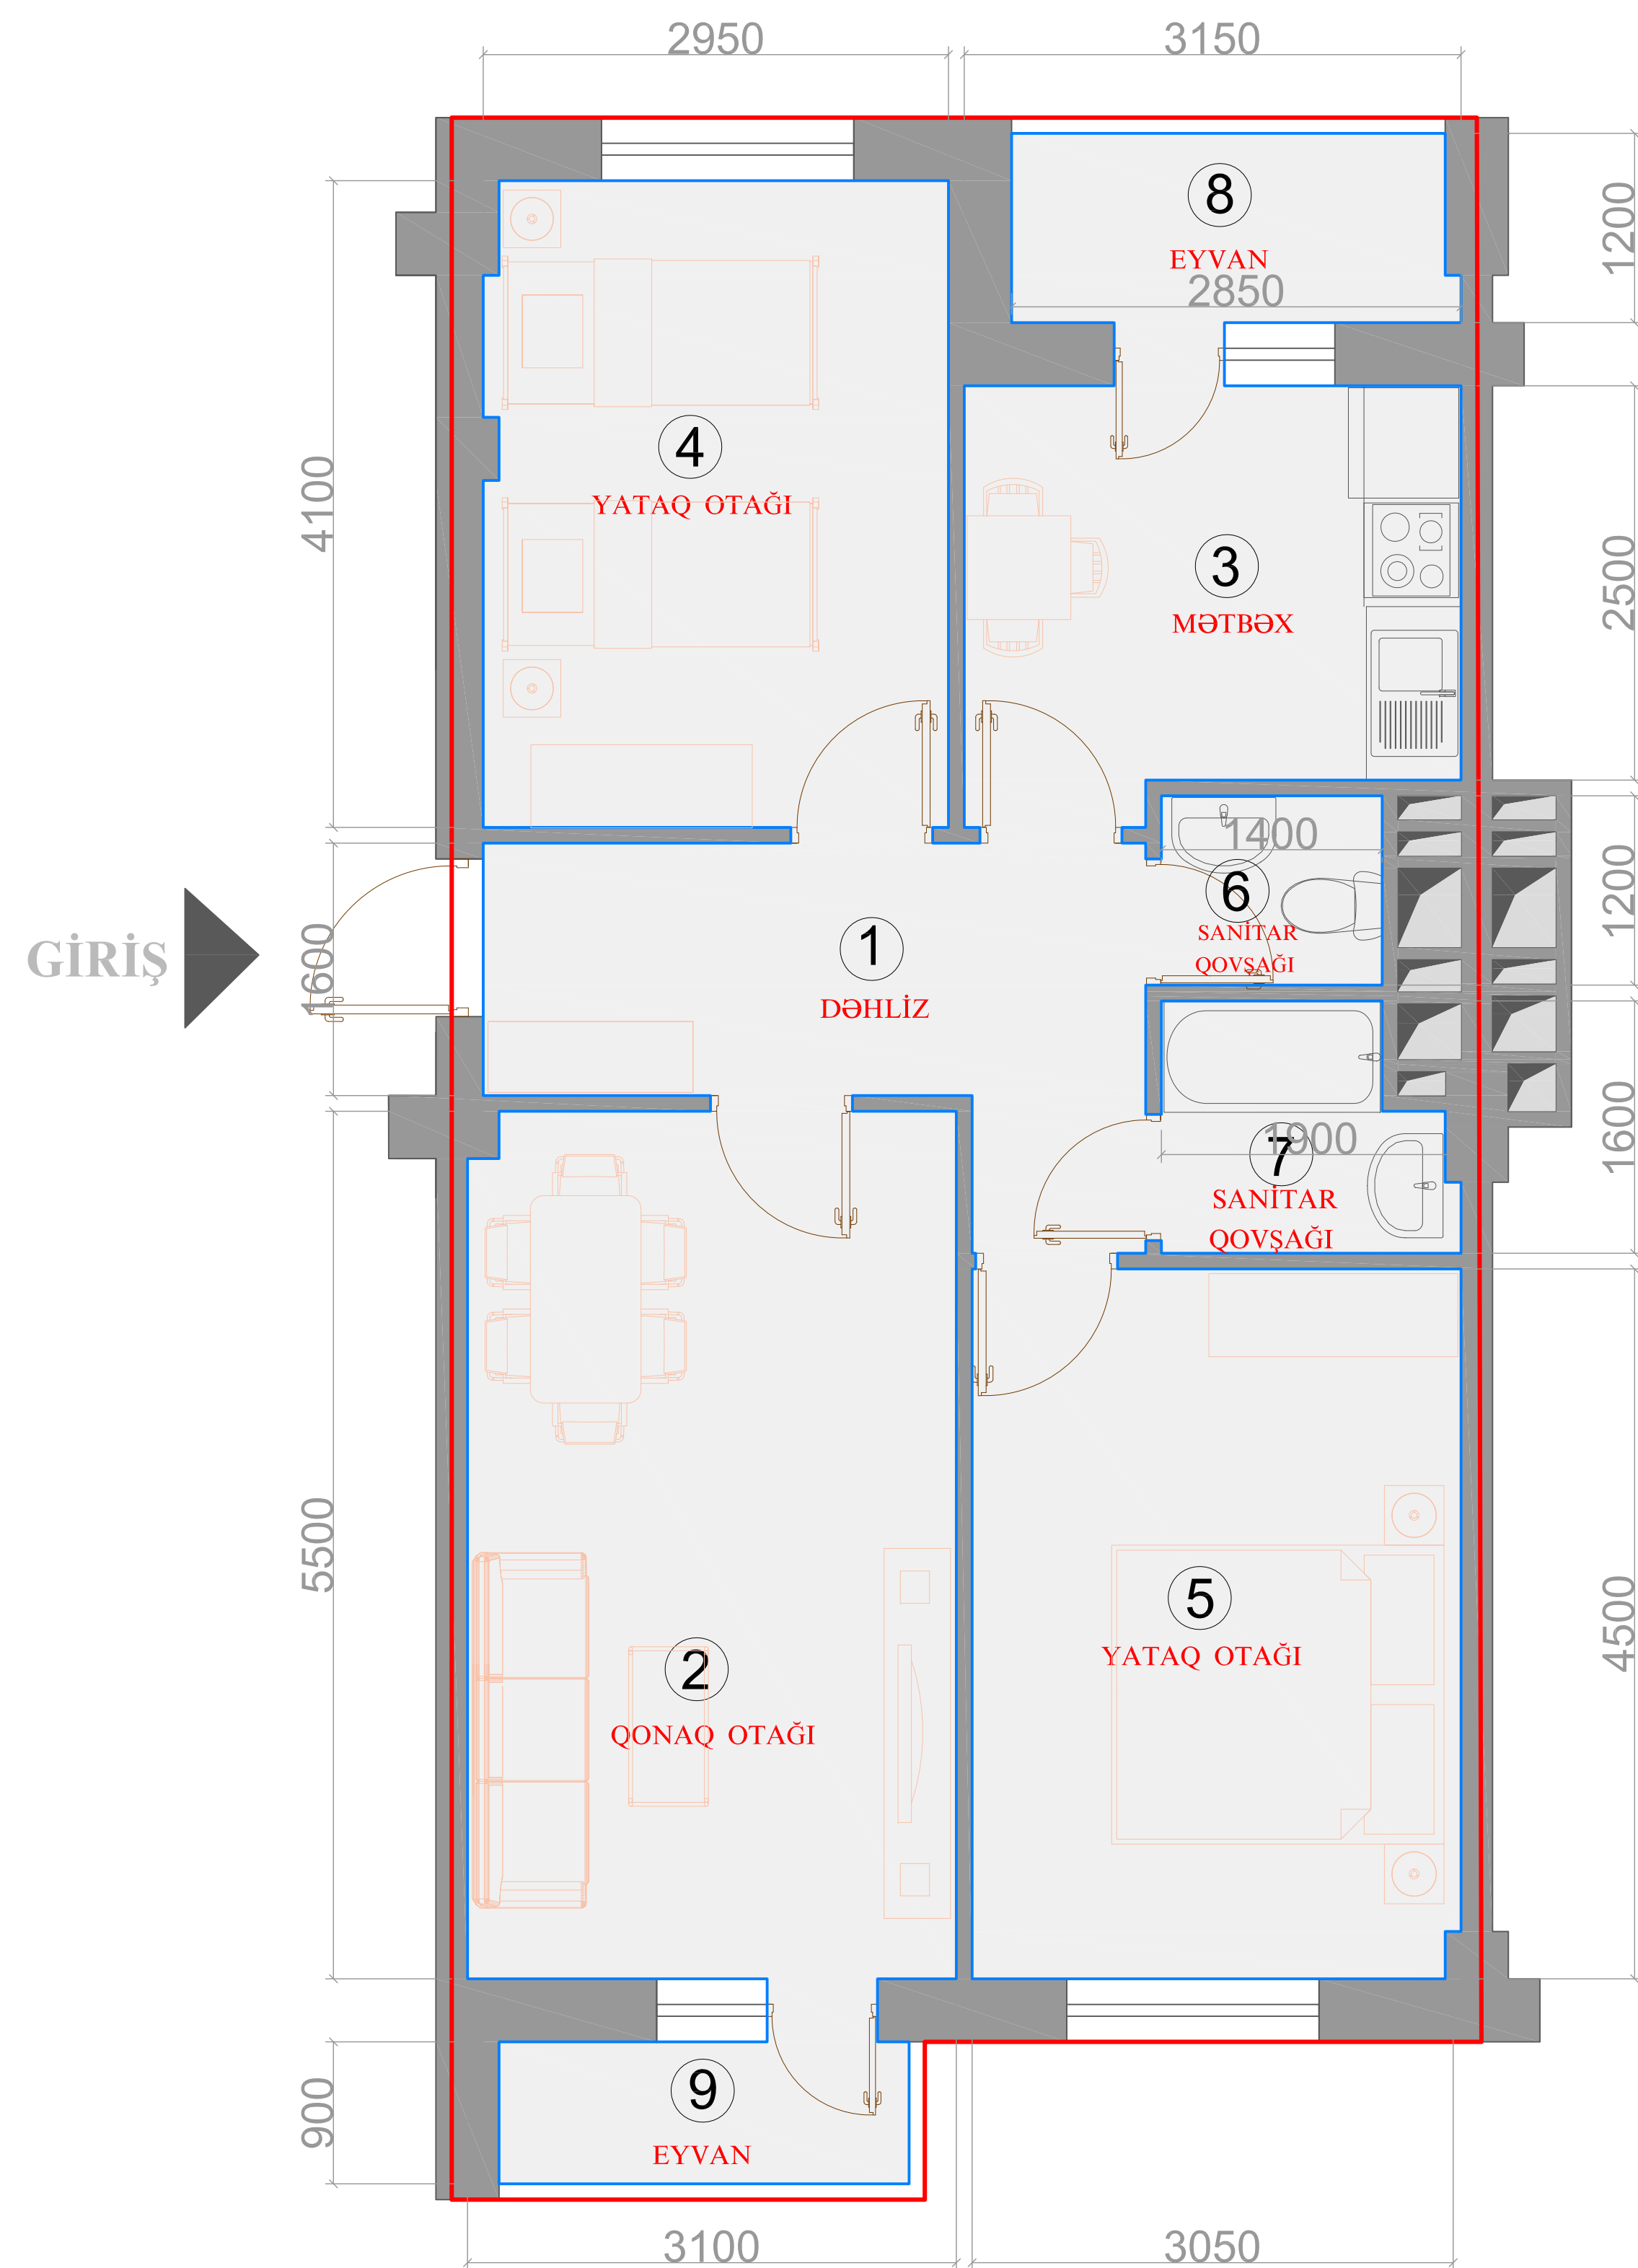 2950
3150
8
EYVAN
1200
2850
4
YATAQ OTAĞI
4100
3
MƏTBƏX
2500
1400
6
SANİTAR
QOVŞAĞI
1200
GİRİŞ
1600
1
DƏHLİZ
1900
7
SANİTAR
QOVŞAĞI
1600
5500
5
YATAQ OTAĞI
4500
2
QONAQ OTAĞI
9
EYVAN
900
3100
3050